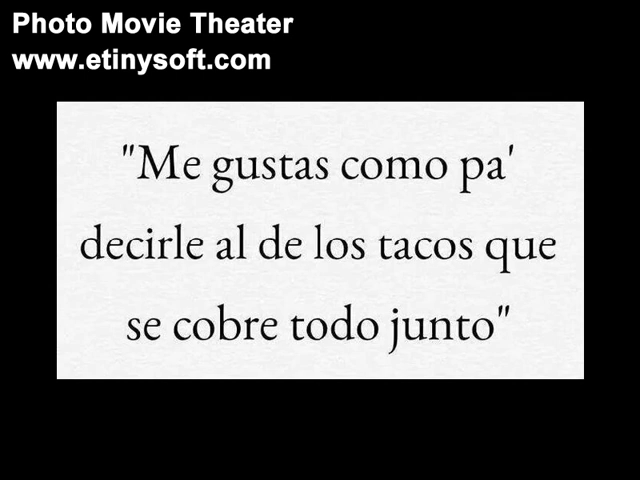 Photo Movie Theater
www.etinysoft.com
"Me gustas como pa'
decirle al de los tacos que
se cobre todo junto"